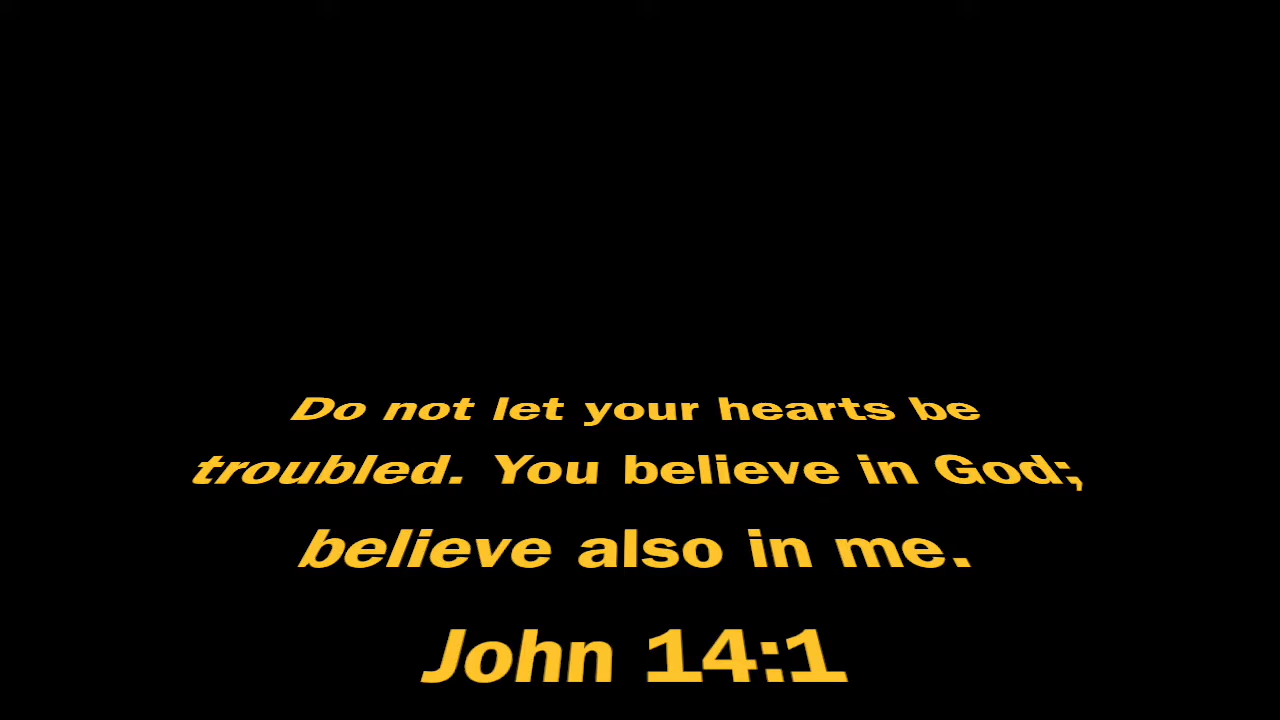 Do not let your hearts be
troubled. You believe in God;
believe also in me.
John 14:1